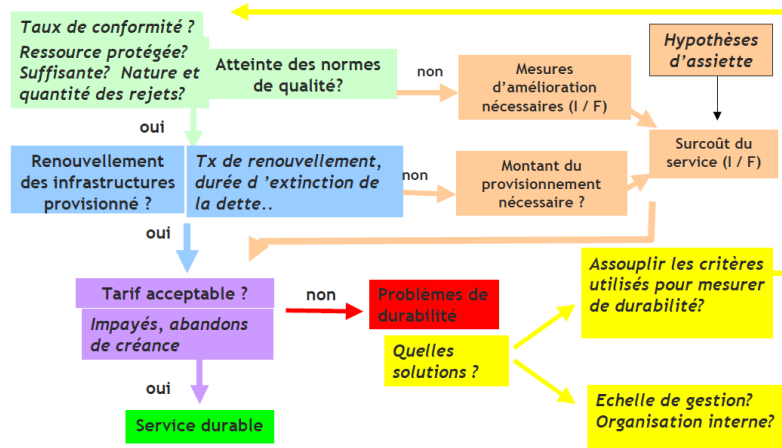 Taux de conformité ?
Ressource protégée?
Suffisante? Nature et
quantité des rejets?
Atteinte des normes
de qualité?
non
Mesures
d'amélioration
nécessaires (I / F)
Hypothèses
d'assiette
oui
Surcoût du
service (I / F)
Renouvellement
des infrastructures
provisionné ?
Tx de renouvellement,
durée d 'extinction de
la dette..
non
Montant du
provisionnement
nécessaire ?
oui
Tarif acceptable ?
Impayés, abandons
de créance
non
Problèmes de
durabilité
Assouplir les critères
utilisés pour mesurer
de durabilité?
Quelles
solutions ?
oui
Echelle de gestion?
Organisation interne?
Service durable